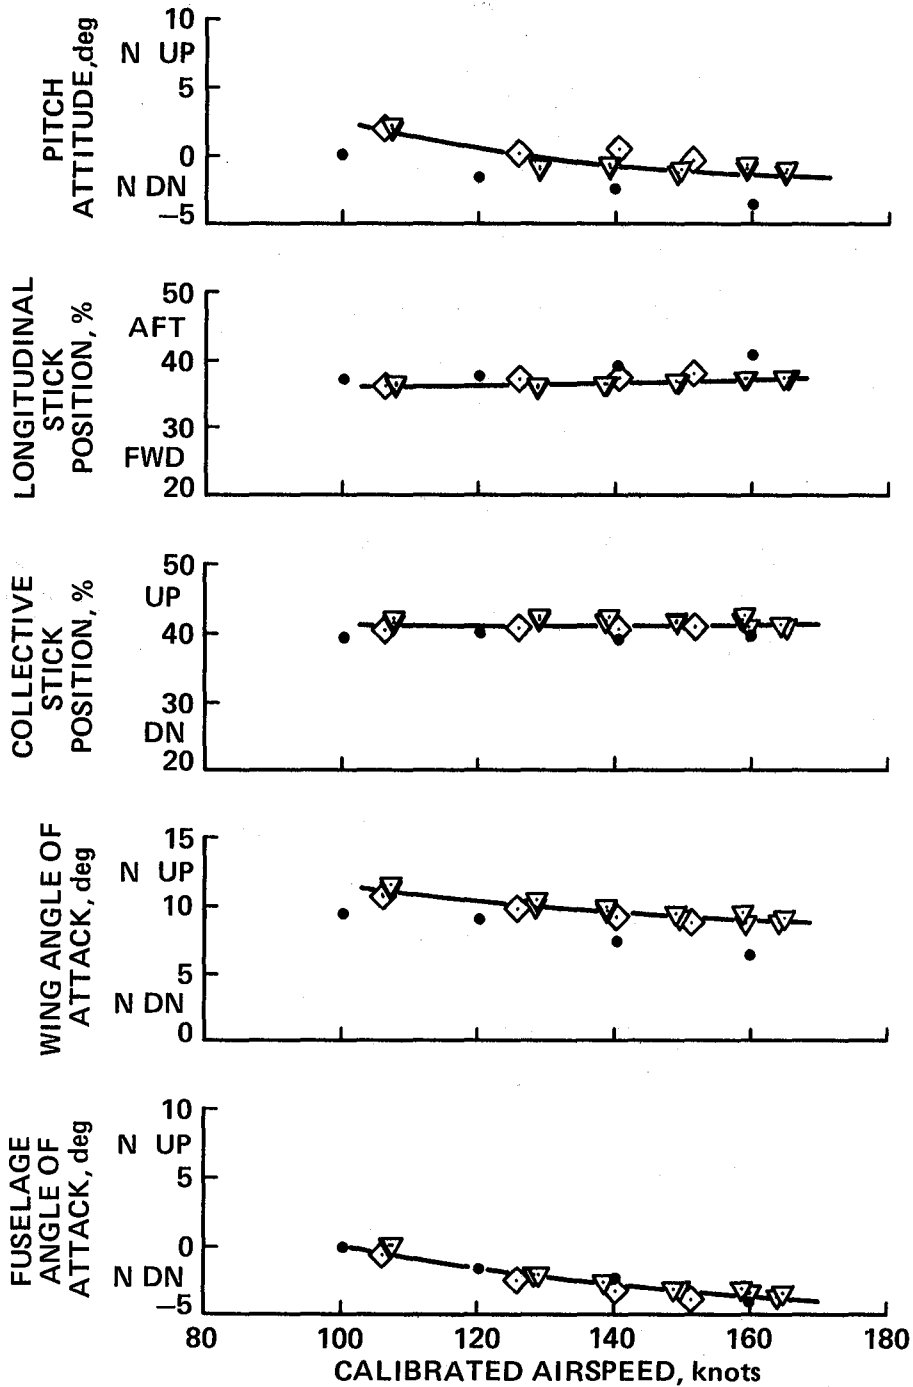 PITCH
ATTITUDE,deg
10
N UP
5
0
N DN
−5
LONGITUDINAL
STICK
POSITION, %
50
AFT
40
30
FWD
20
COLLECTIVE
STICK
POSITION, %
50
UP
40
30
DN
20
WING ANGLE OF
ATTACK, deg
15
N UP
10
5
N DN
0
FUSELAGE
ANGLE OF
ATTACK, deg
10
N UP
5
0
N DN
−5
80 100 120 140 160 180
CALIBRATED AIRSPEED, knots